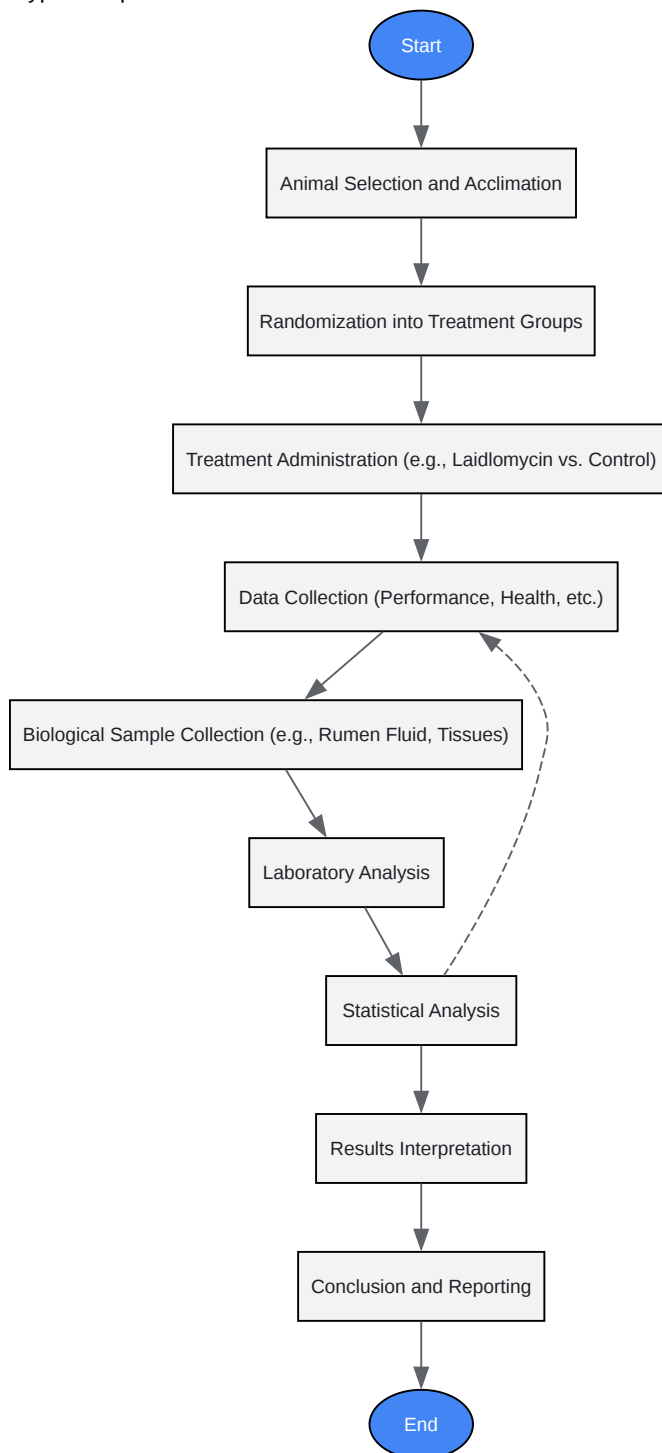 Start
Animal Selection and Acclimation
Randomization into Treatment Groups
Treatment Administration (e.g., Laidlomycin vs. Control)
Data Collection (Performance, Health, etc.)
Biological Sample Collection (e.g., Rumen Fluid, Tissues)
Laboratory Analysis
Statistical Analysis
Results Interpretation
Conclusion and Reporting
End